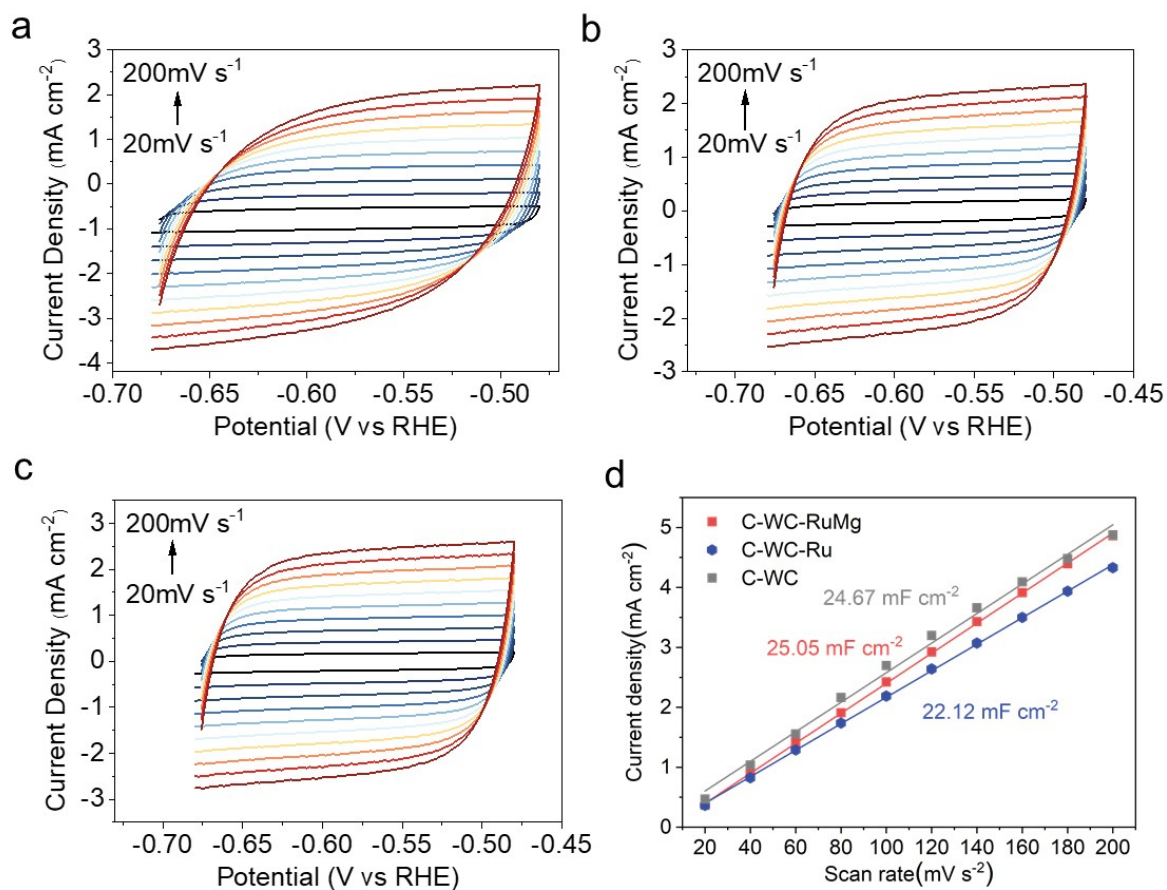 a
200mV s⁻¹
20mV s⁻¹
Current Density (mA cm⁻²)
3
2
1
0
-1
-2
-3
-4
-0.70 -0.65 -0.60 -0.55 -0.50
Potential (V vs RHE)
b
200mV s⁻¹
20mV s⁻¹
Current Density (mA cm⁻²)
3
2
1
0
-1
-2
-3
-0.70 -0.65 -0.60 -0.55 -0.50 -0.45
Potential (V vs RHE)
c
200mV s⁻¹
20mV s⁻¹
Current Density (mA cm⁻²)
3
2
1
0
-1
-2
-3
-0.70 -0.65 -0.60 -0.55 -0.50 -0.45
Potential (V vs RHE)
d
C-WC-RuMg
C-WC-Ru
C-WC
24.67 mF cm⁻²
25.05 mF cm⁻²
22.12 mF cm⁻²
Current density(mA cm⁻²)
5
4
3
2
1
0
20 40 60 80 100 120 140 160 180 200
Scan rate(mV s⁻²)